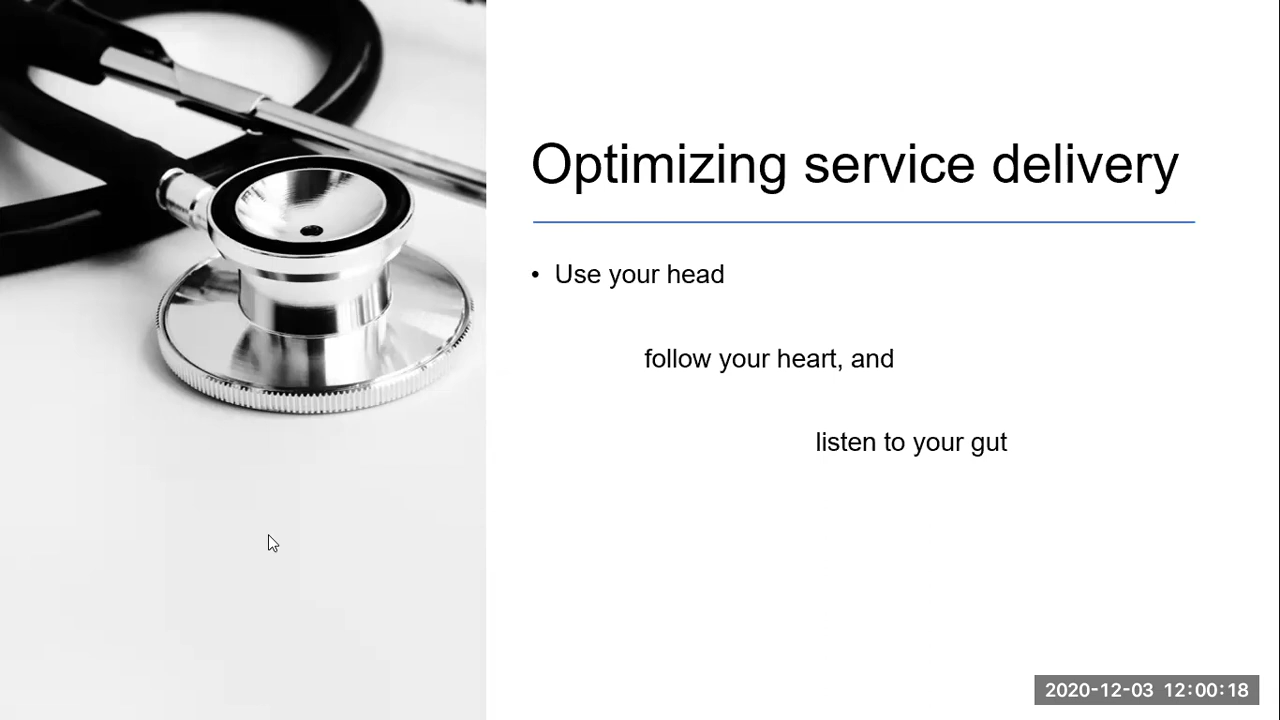 Optimizing service delivery
• Use your head
follow your heart, and
listen to your gut
2020-12-03 12:00:18